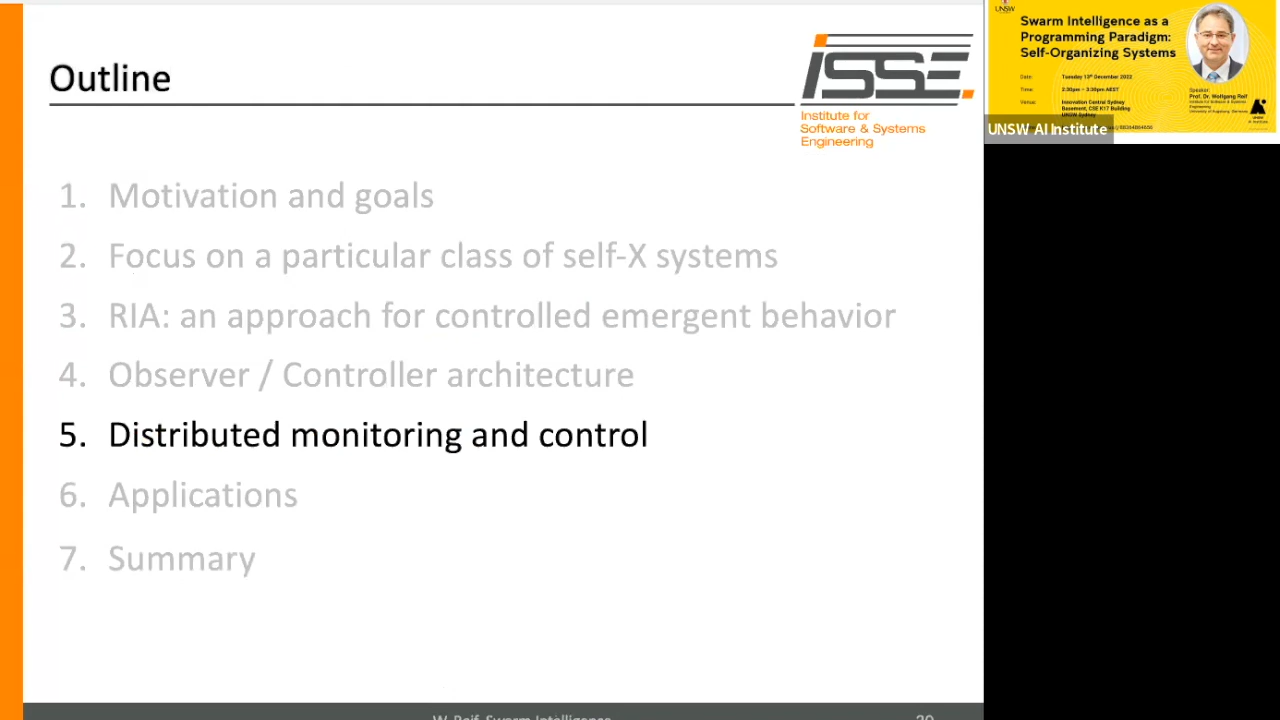 Outline
ISSE
Institute for
Software & Systems
Engineering
1. Motivation and goals
2. Focus on a particular class of self-X systems
3. RIA: an approach for controlled emergent behavior
4. Observer / Controller architecture
5. Distributed monitoring and control
6. Applications
7. Summary
W. Reif, Swarm Intelligence
UNSW
Swarm Intelligence as a
Programming Paradigm:
Self-Organizing Systems
Date: Tuesday 13th December 2022
Time: 2:30pm – 3:30pm AEST
Venue: Innovation Central Sydney
Basement, CSE K17 Building
UNSW Sydney
Speaker:
Prof. Dr. Wolfgang Reif
Institute for Software & Systems
Engineering
University of Augsburg, Germany
UNSW AI Institute